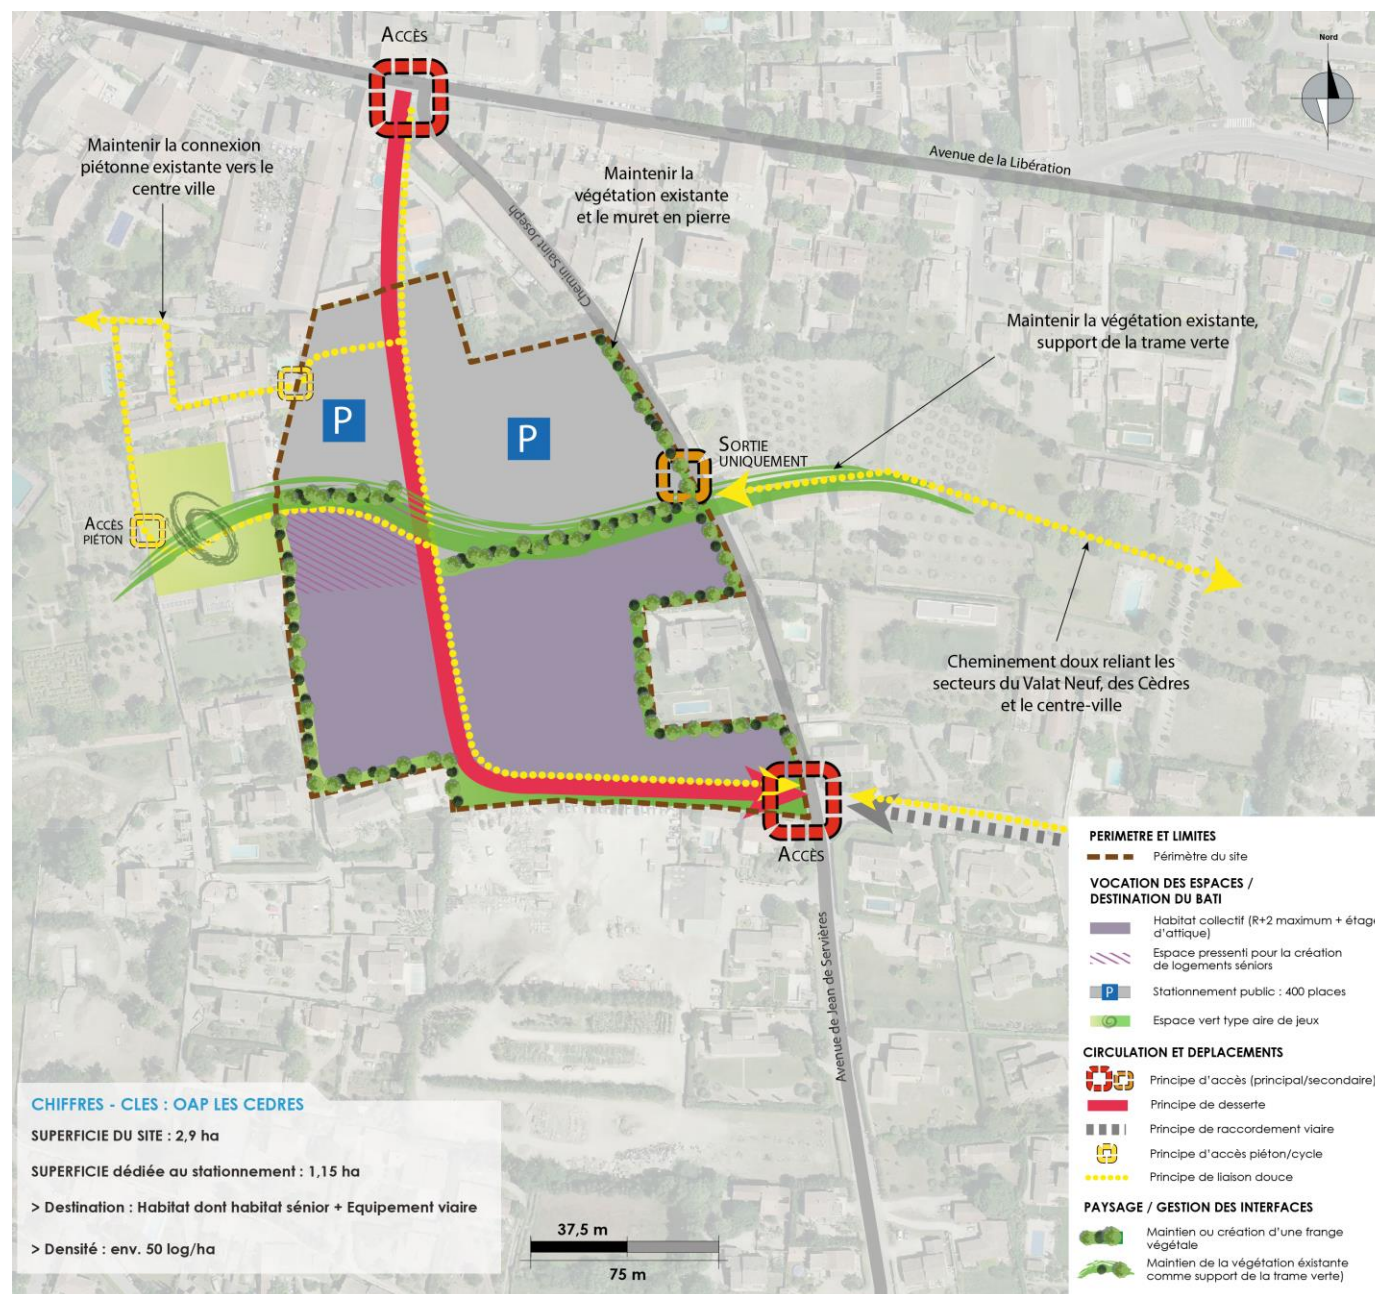 ACCÈS
Nord
Maintenir la connexion
piétonne existante vers le
centre ville
Maintenir la
végétation existante
et le muret en pierre
Avenue de la Libération
Chemin Saint Joseph
Maintenir la végétation existante,
support de la trame verte
P
P
SORTIE
UNIQUEMENT
ACCÈS
PIÉTON
Cheminement doux reliant les
secteurs du Valat Neuf, des Cèdres
et le centre-ville
ACCÈS
Avenue de Jean de Servières
PERIMETRE ET LIMITES
Périmètre du site
VOCATION DES ESPACES /
DESTINATION DU BATI
Habitat collectif (R+2 maximum + étage
d'attique)
Espace pressenti pour la création
de logements séniors
P
Stationnement public : 400 places
Espace vert type aire de jeux
CIRCULATION ET DEPLACEMENTS
Principe d'accès (principal/secondaire)
Principe de desserte
Principe de raccordement viaire
Principe d'accès piéton/cycle
Principe de liaison douce
PAYSAGE / GESTION DES INTERFACES
Maintien ou création d'une frange
végétale
Maintien de la végétation éxistante
comme support de la trame verte)
CHIFFRES - CLES : OAP LES CEDRES
SUPERFICIE DU SITE : 2,9 ha
SUPERFICIE dédiée au stationnement : 1,15 ha
> Destination : Habitat dont habitat sénior + Equipement viaire
> Densité : env. 50 log/ha
37,5 m
75 m